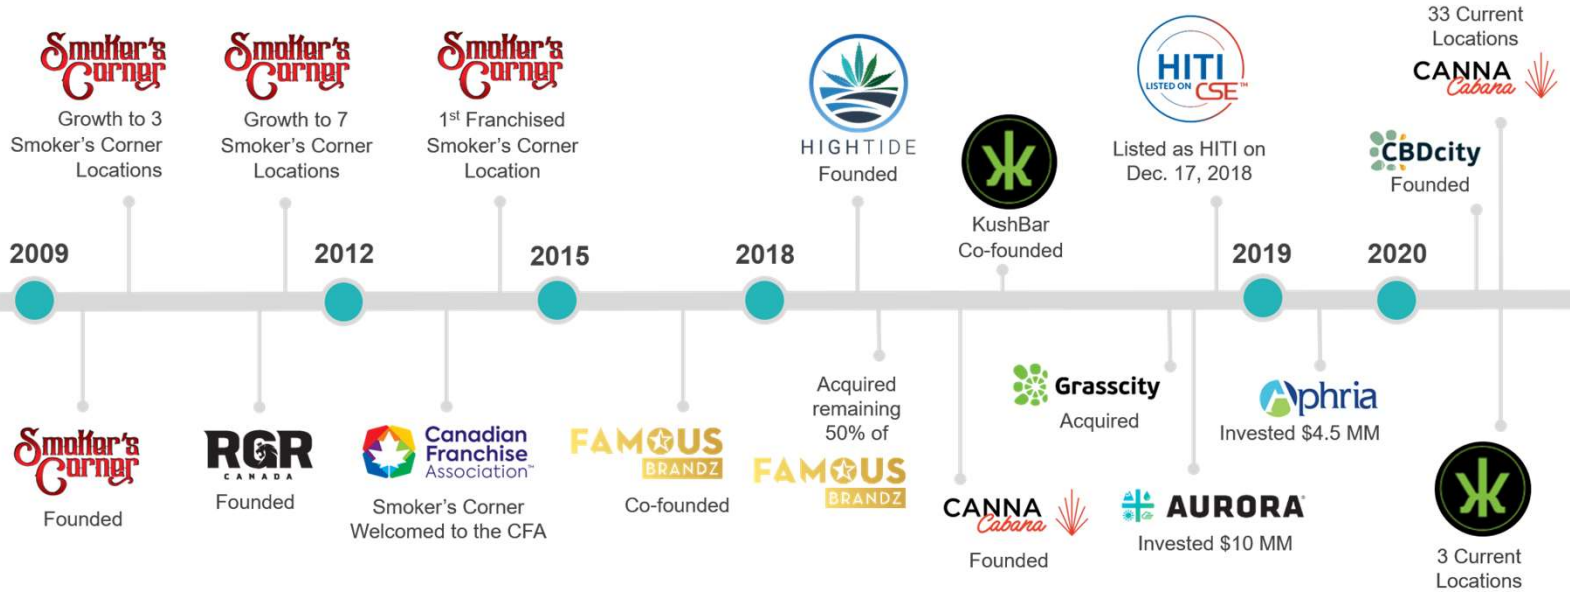 Smoker's
Corner
Growth to 3
Smoker's Corner
Locations
Smoker's
Corner
Growth to 7
Smoker's Corner
Locations
Smoker's
Corner
1st Franchised
Smoker's Corner
Location
HIGHTIDE
Founded
KushBar
Co-founded
HITI
LISTED ON CSE™
Listed as HITI on
Dec. 17, 2018
33 Current
Locations
CANNA
Cabana
CBDcity
Founded
2009
2012
2015
2018
2019
2020
Smoker's
Corner
Founded
RGR
CANADA
Founded
Canadian
Franchise
Association™
Smoker's Corner
Welcomed to the CFA
FAMOUS
BRANDZ
Co-founded
Acquired
remaining
50% of
FAMOUS
BRANDZ
CANNA
Cabana
Founded
Grasscity
Acquired
AURORA
Invested $10 MM
Aphria
Invested $4.5 MM
3 Current
Locations